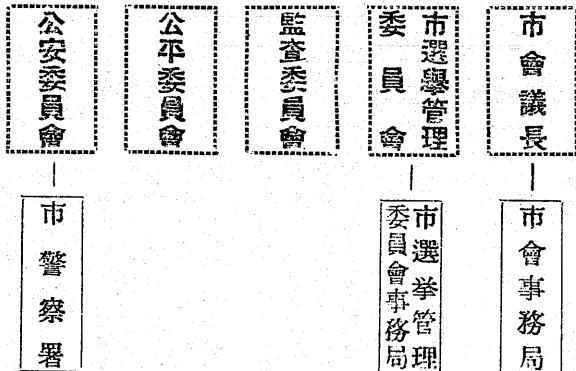 市會議長
市選擧管理
委員會
監査委員會
公平委員會
公安委員會
市會事務局
市選挙管理
委員會事務局
市警察署